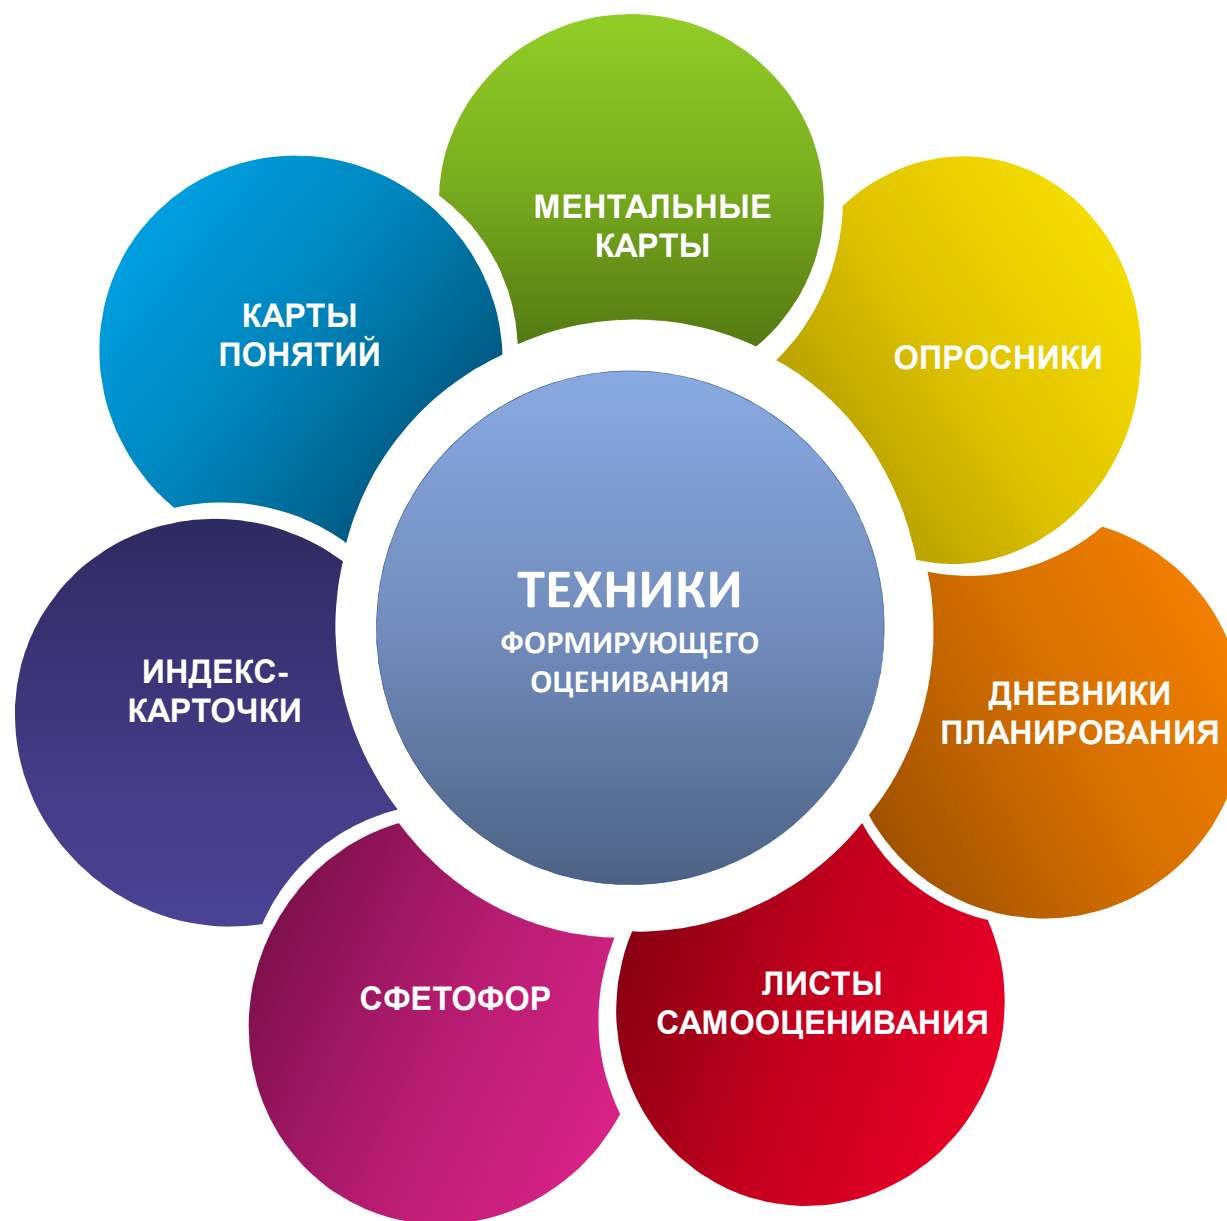 МЕНТАЛЬНЫЕ
КАРТЫ
КАРТЫ
ПОНЯТИЙ
ОПРОСНИКИ
ТЕХНИКИ
ФОРМИРУЮЩЕГО
ОЦЕНИВАНИЯ
ИНДЕКС-
КАРТОЧКИ
ДНЕВНИКИ
ПЛАНИРОВАНИЯ
СФЕТОФОР
ЛИСТЫ
САМООЦЕНИВАНИЯ